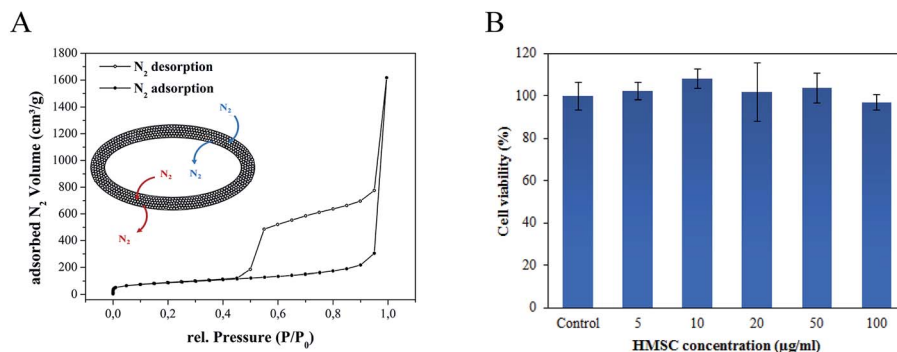 A
1800
1600
1400
1200
1000
800
600
400
200
0
adsorbed N₂ Volume (cm³/g)
N₂ desorption
N₂ adsorption
N₂
N₂
N₂
N₂
0,0 0,2 0,4 0,6 0,8 1,0
rel. Pressure (P/P₀)
B
120
100
80
60
40
20
0
Cell viability (%)
Control 5 10 20 50 100
HMSC concentration (µg/ml)